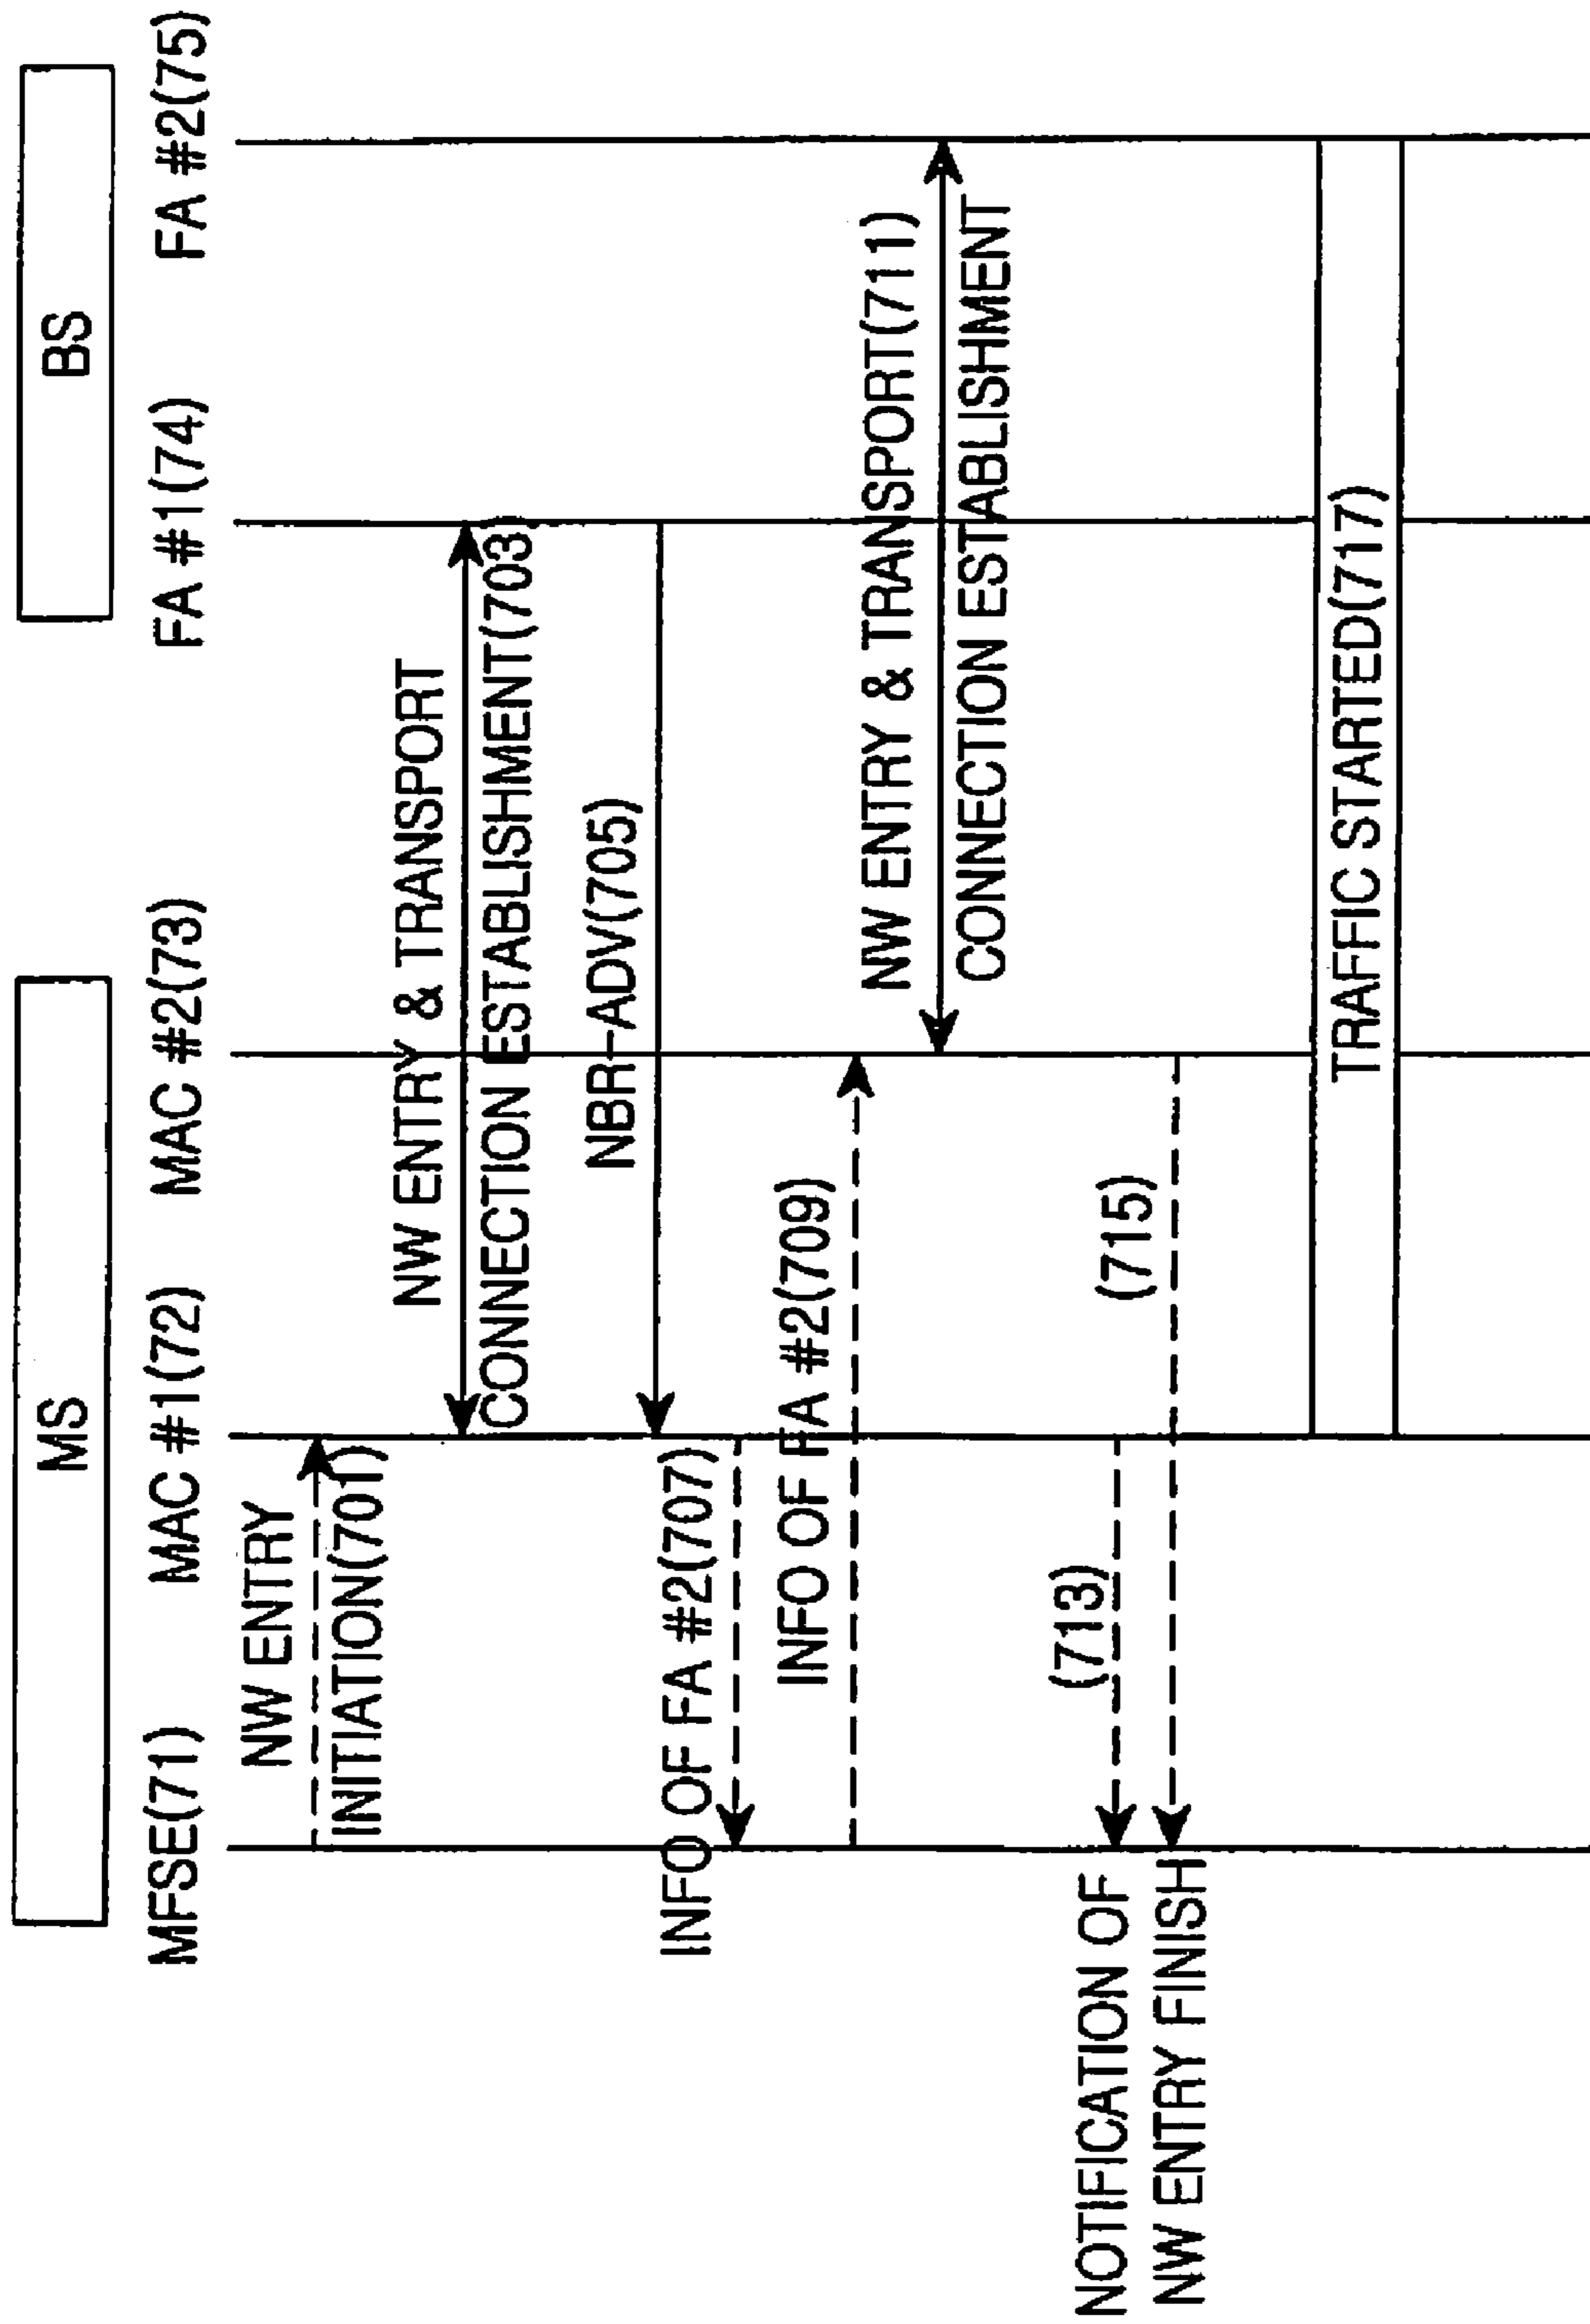 MS
BS
MFSE(71)
MAC #1(72)
MAC #2(73)
FA #1(74)
FA #2(75)
NW ENTRY
INITIATION(701)
NW ENTRY & TRANSPORT
CONNECTION ESTABLISHMENT(703)
NBR-ADV(705)
INFO OF FA #2(707)
INFO OF FA #2(709)
NW ENTRY & TRANSPORT(711)
CONNECTION ESTABLISHMENT
NOTIFICATION OF
NW ENTRY FINISH
(713)
(715)
TRAFFIC STARTED(717)